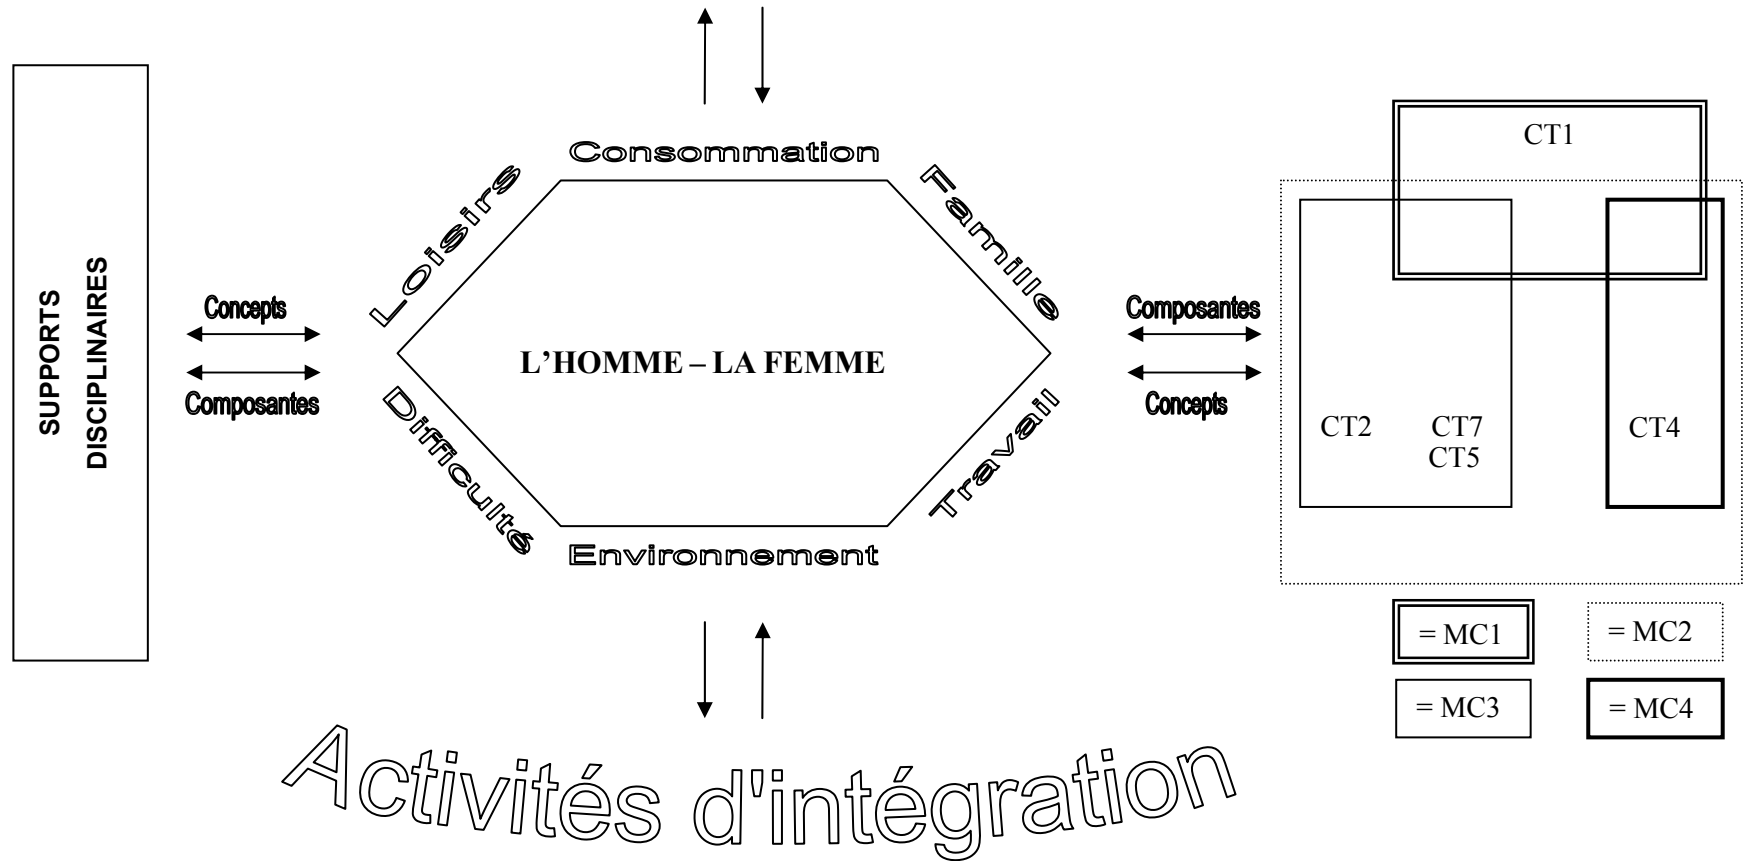 SUPPORTS
DISCIPLINAIRES
Concepts
Composantes
Loisirs
Consommation
Famille
L’HOMME – LA FEMME
Difficulté
Environnement
Travail
Composantes
Concepts
CT1
CT2
CT7
CT5
CT4
= MC1
= MC2
= MC3
= MC4
Activités d'intégration